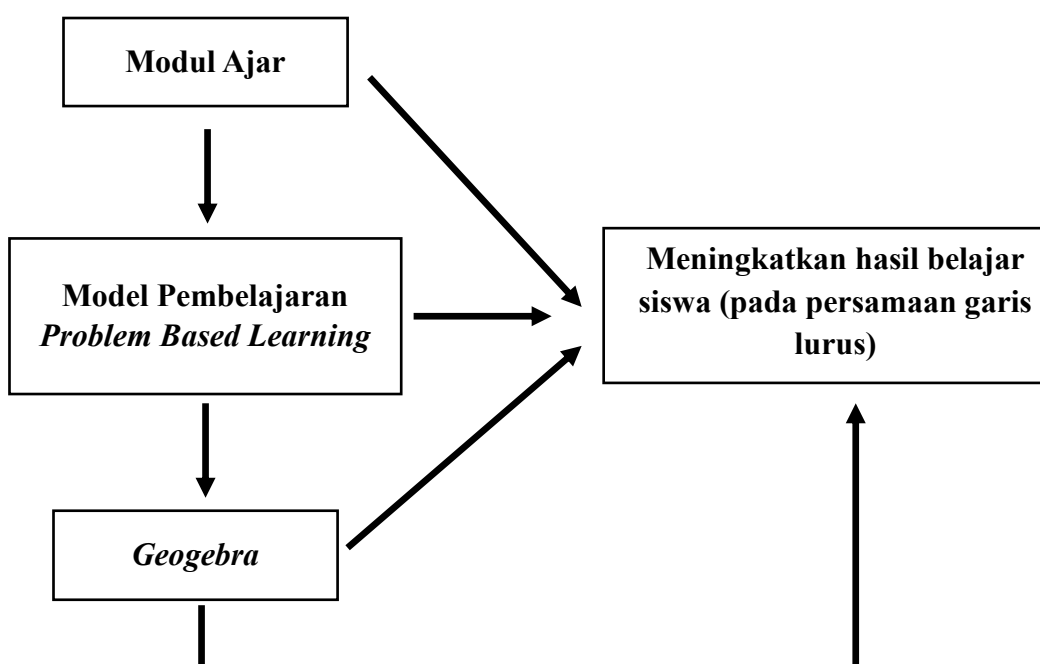 Modul Ajar
Model Pembelajaran
Problem Based Learning
Geogebra
Meningkatkan hasil belajar
siswa (pada persamaan garis
lurus)